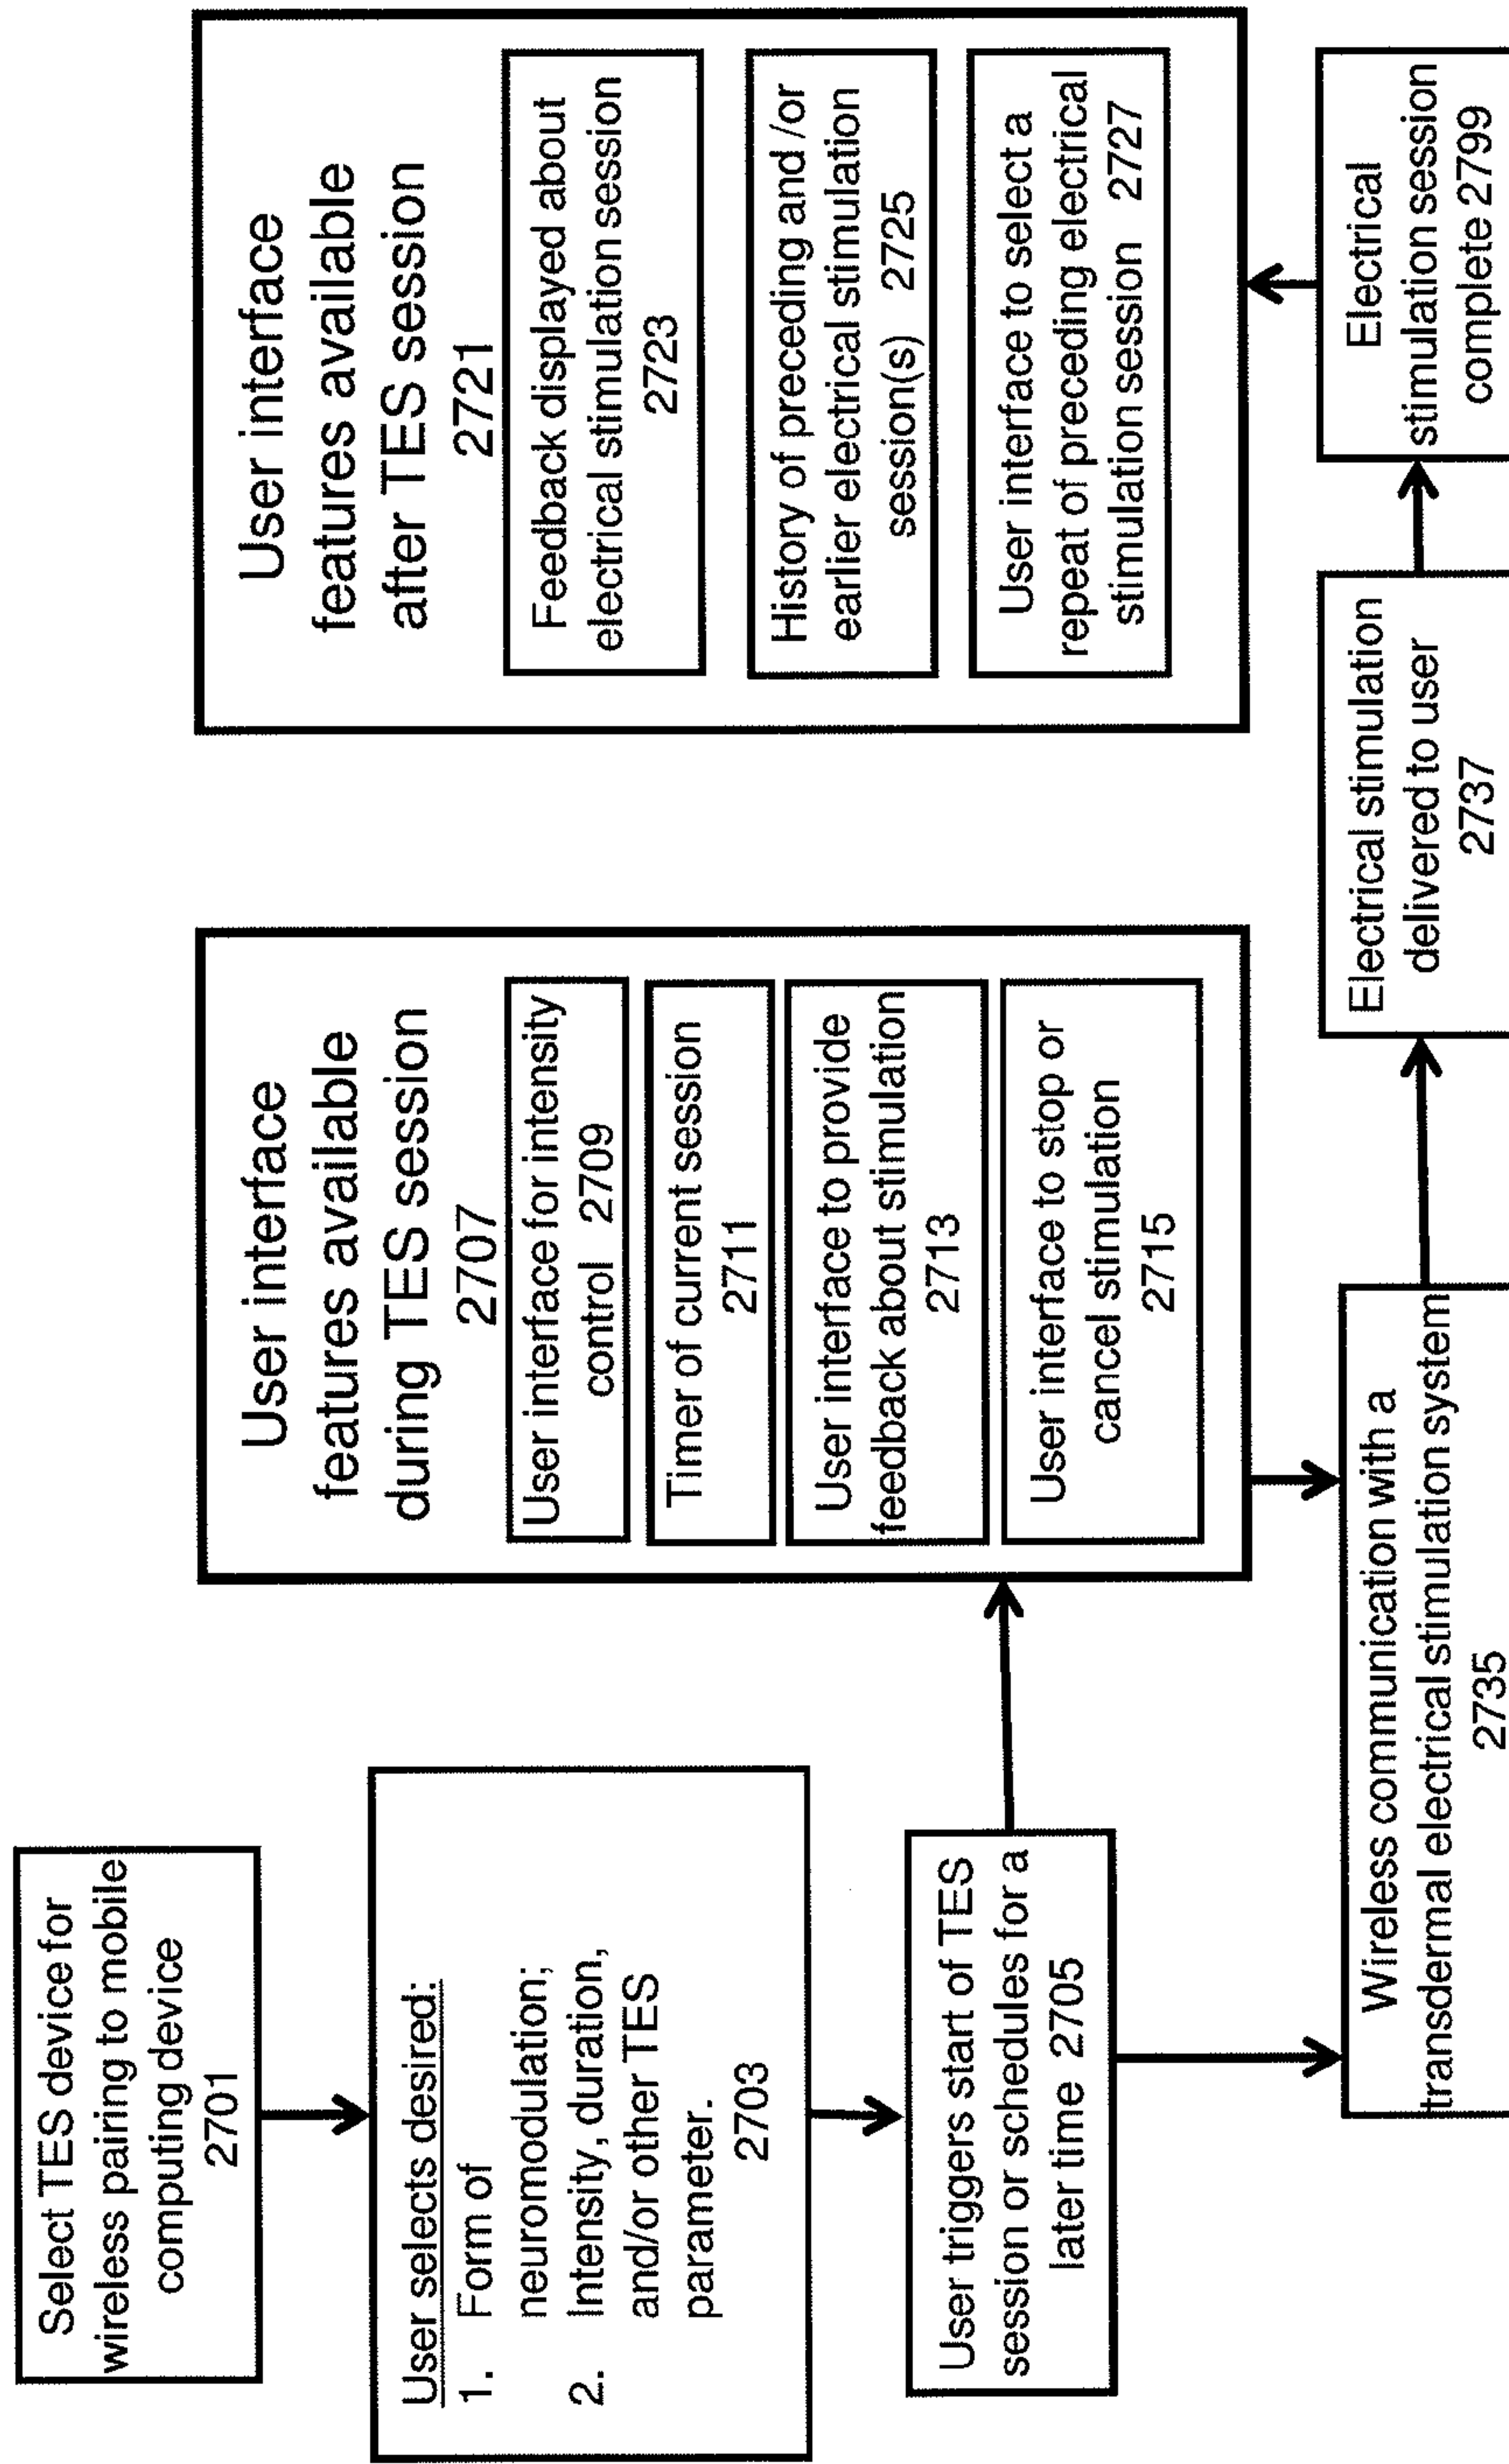 Select TES device for
wireless pairing to mobile
computing device
2701
User selects desired:
1. Form of
neuromodulation;
2. Intensity, duration,
and/or other TES
parameter.
2703
User triggers start of TES
session or schedules for a
later time 2705
User interface
features available
during TES session
2707
User interface for intensity
control 2709
Timer of current session
2711
User interface to provide
feedback about stimulation
2713
User interface to stop or
cancel stimulation
2715
User interface
features available
after TES session
2721
Feedback displayed about
electrical stimulation session
2723
History of preceding and /or
earlier electrical stimulation
session(s) 2725
User interface to select a
repeat of preceding electrical
stimulation session 2727
Wireless communication with a
transdermal electrical stimulation system
2735
Electrical stimulation
delivered to user
2737
Electrical
stimulation session
complete 2799